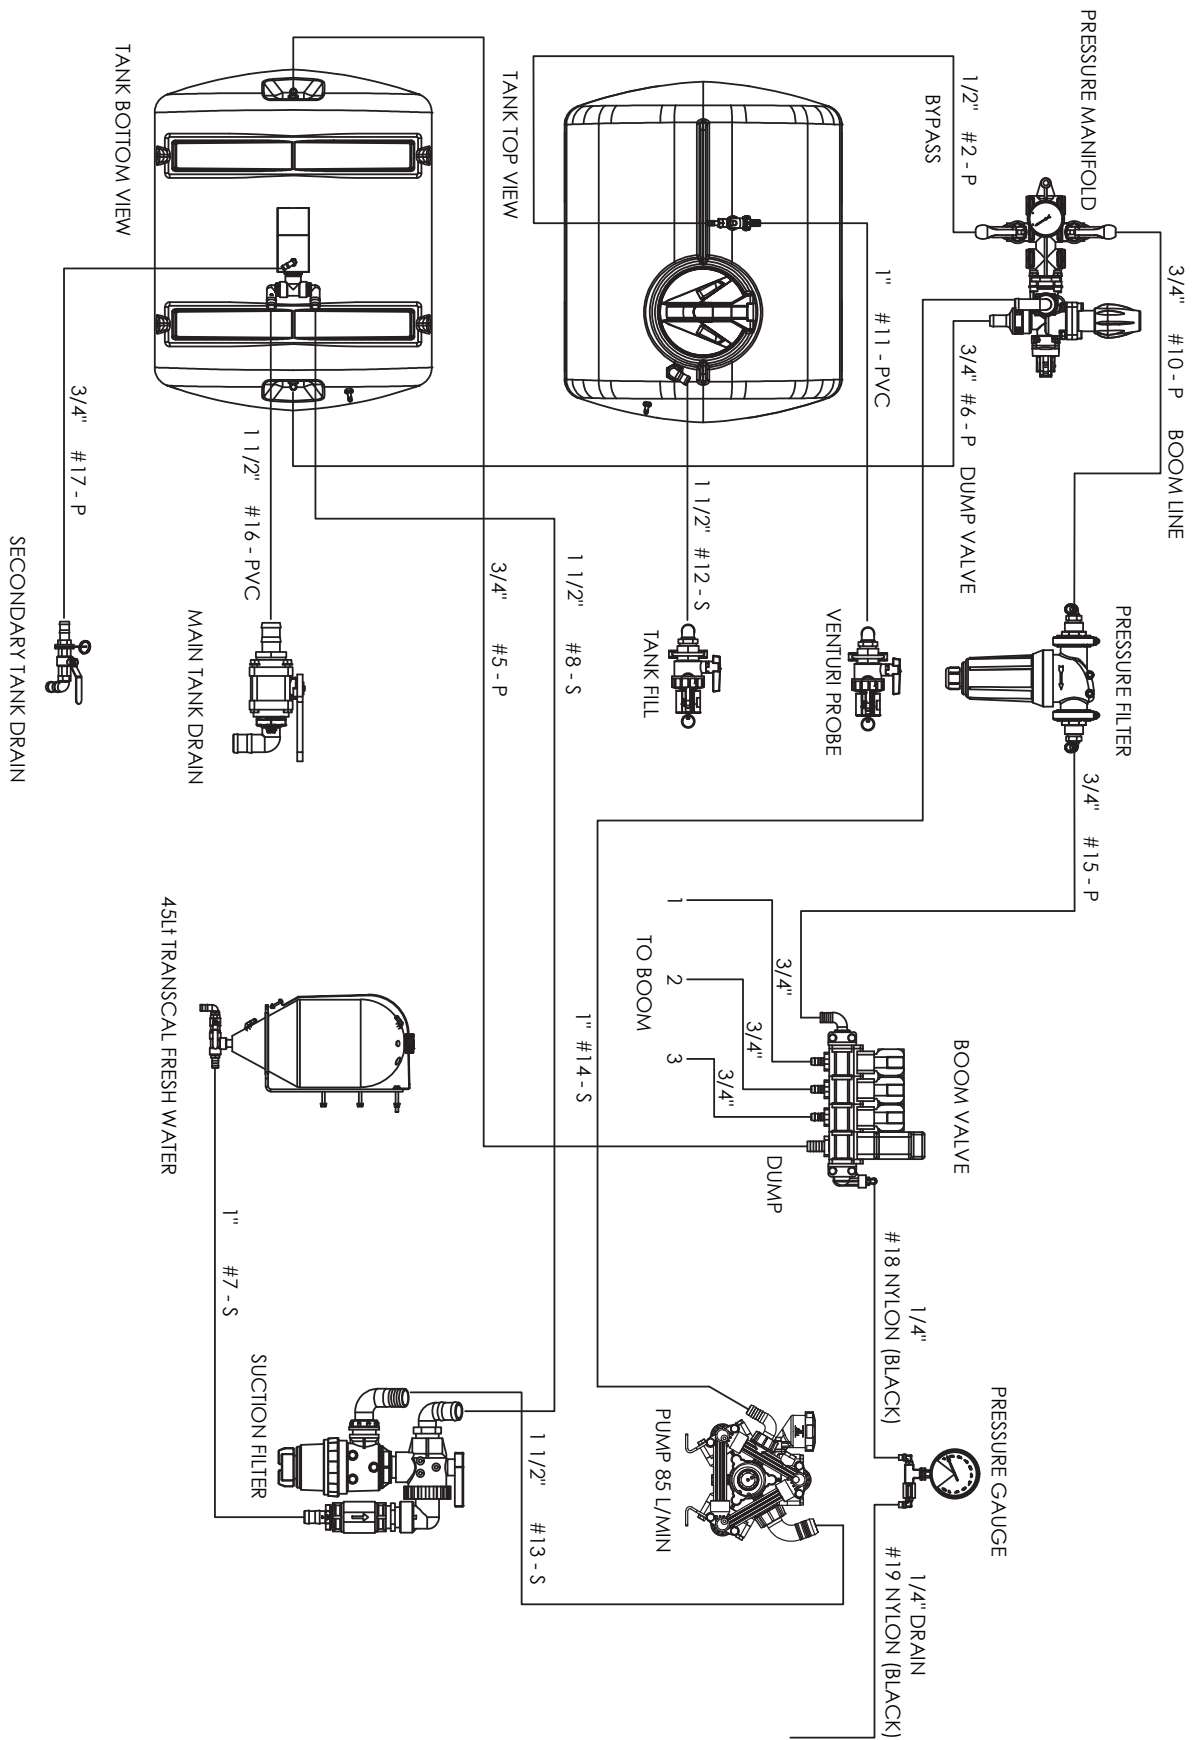 PRESSURE MANIFOLD
1/2" #2 - P
BYPASS
3/4" #10 - P BOOM LINE
3/4" #6 - P DUMP VALVE
PRESSURE FILTER
3/4" #15 - P
BOOM VALVE
DUMP
1/4"
#18 NYLON (BLACK)
PRESSURE GAUGE
1/4" DRAIN
#19 NYLON (BLACK)
TANK TOP VIEW
1" #11 - PVC
1 1/2" #12 - S
VENTURI PROBE
TANK FILL
1
2
3
TO BOOM
3/4"
3/4"
3/4"
1" #14 - S
PUMP 85 L/MIN
TANK BOTTOM VIEW
1 1/2" #8 - S
3/4" #5 - P
1 1/2" #16 - PVC
3/4" #17 - P
MAIN TANK DRAIN
SECONDARY TANK DRAIN
45Lt TRANSCAL FRESH WATER
1" #7 - S
SUCTION FILTER
1 1/2" #13 - S